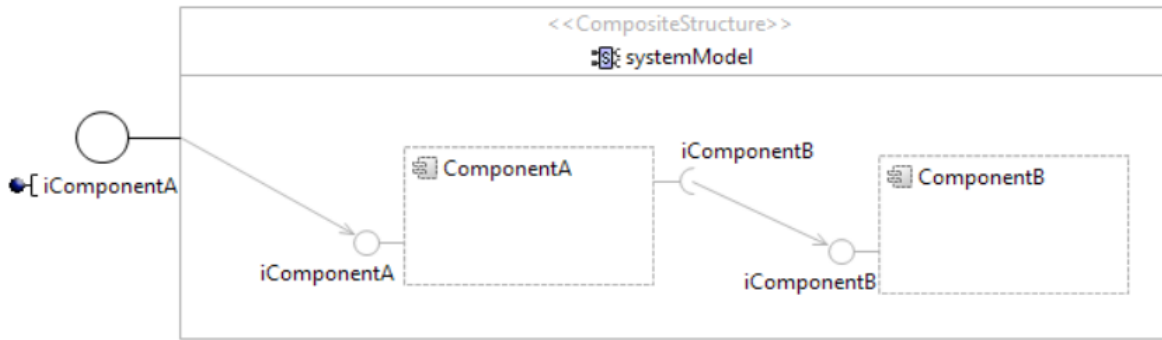 <<CompositeStructure>>
systemModel
iComponentA
ComponentA
iComponentB
ComponentB
iComponentA
iComponentB